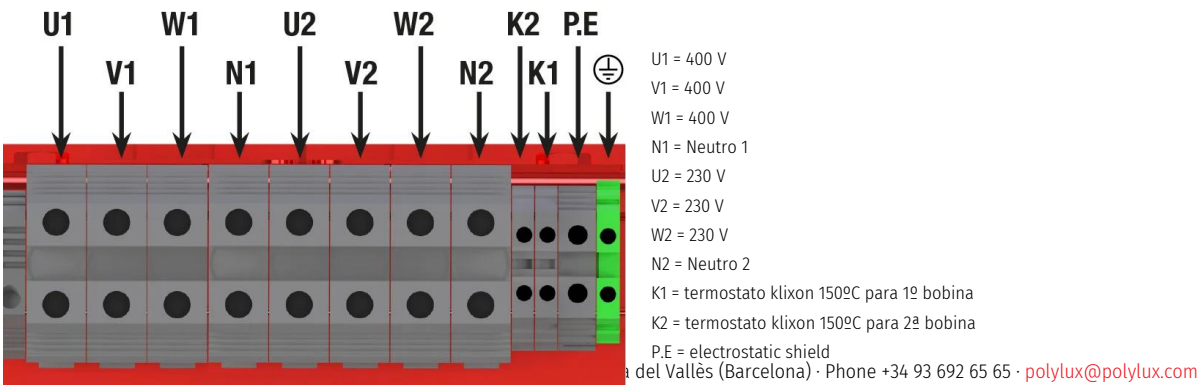 U1 W1 U2 W2 K2 P.E
V1 N1 V2 N2 K1
U1 = 400 V
V1 = 400 V
W1 = 400 V
N1 = Neutro 1
U2 = 230 V
V2 = 230 V
W2 = 230 V
N2 = Neutro 2
K1 = termostato klixon 150ºC para 1º bobina
K2 = termostato klixon 150ºC para 2ª bobina
P.E = electrostatic shield
del Vallès (Barcelona) · Phone +34 93 692 65 65 · polylux@polylux.com